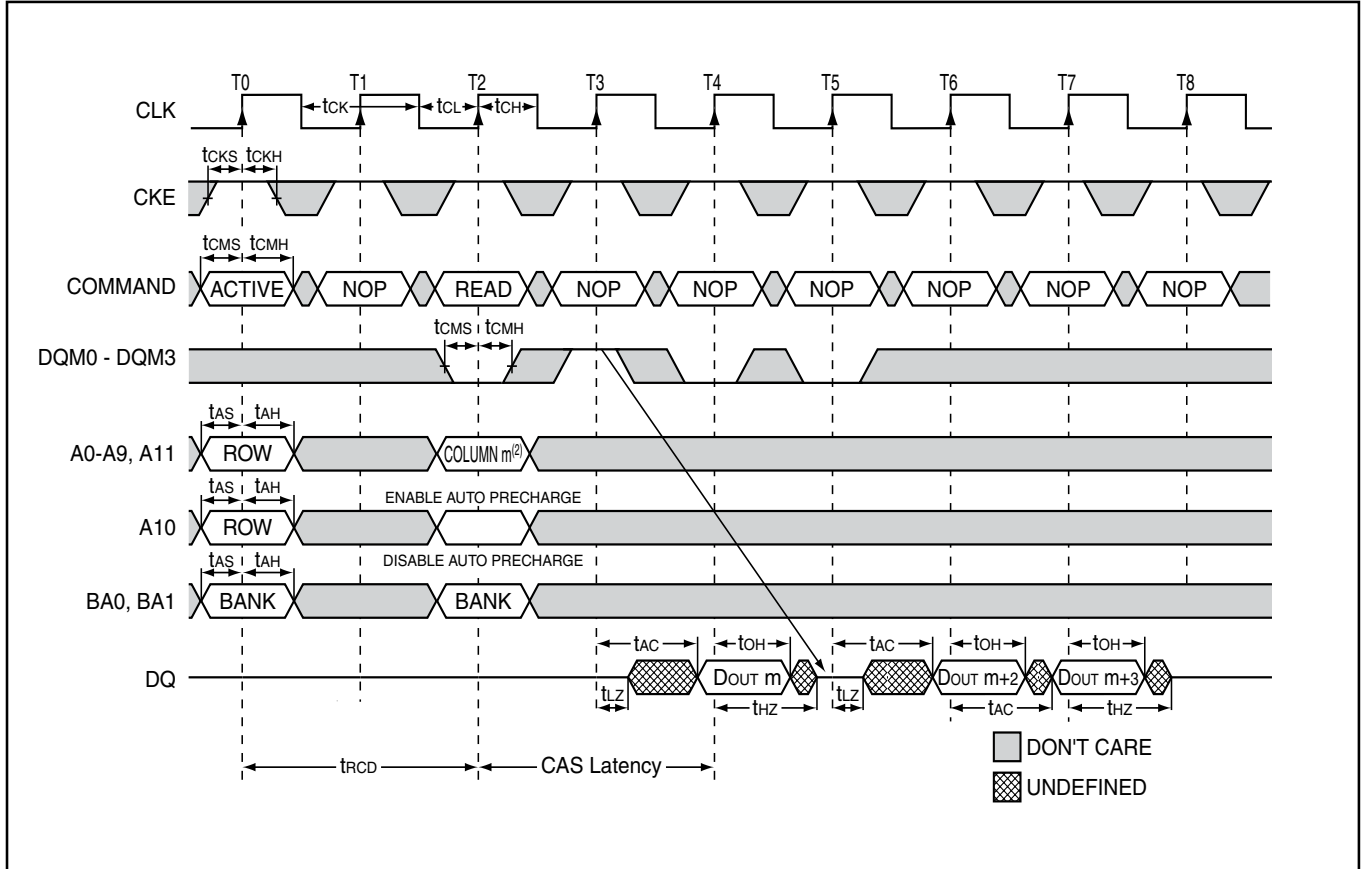 T0 T1 T2 T3 T4 T5 T6 T7 T8
CLK tCK tCL tCH
tCKS tCKH
CKE
tCMS tCMH
COMMAND ACTIVE NOP READ NOP NOP NOP NOP NOP NOP
tCMS tCMH
DQM0 - DQM3
tAS tAH
A0-A9, A11 ROW COLUMN m(2)
tAS tAH ENABLE AUTO PRECHARGE
A10 ROW
tAS tAH DISABLE AUTO PRECHARGE
BA0, BA1 BANK BANK
tAC tOH tAC tOH tOH
DQ DOUT m DOUT m+2 DOUT m+3
tLZ tHZ tLZ tAC tHZ
DON'T CARE
tRCD CAS Latency
UNDEFINED